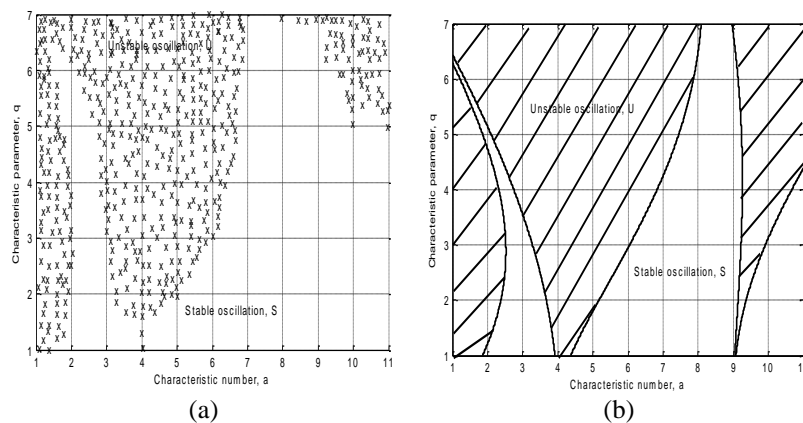 7
6
5
4
3
2
1
1 2 3 4 5 6 7 8 9 10 11
Characteristic parameter, q
Characteristic number, a
Unstable oscillation, U
Stable oscillation, S
(a)
7
6
5
4
3
2
1
1 2 3 4 5 6 7 8 9 10 11
Characteristic parameter, q
Characteristic number, a
Unstable oscillation, U
Stable oscillation, S
(b)